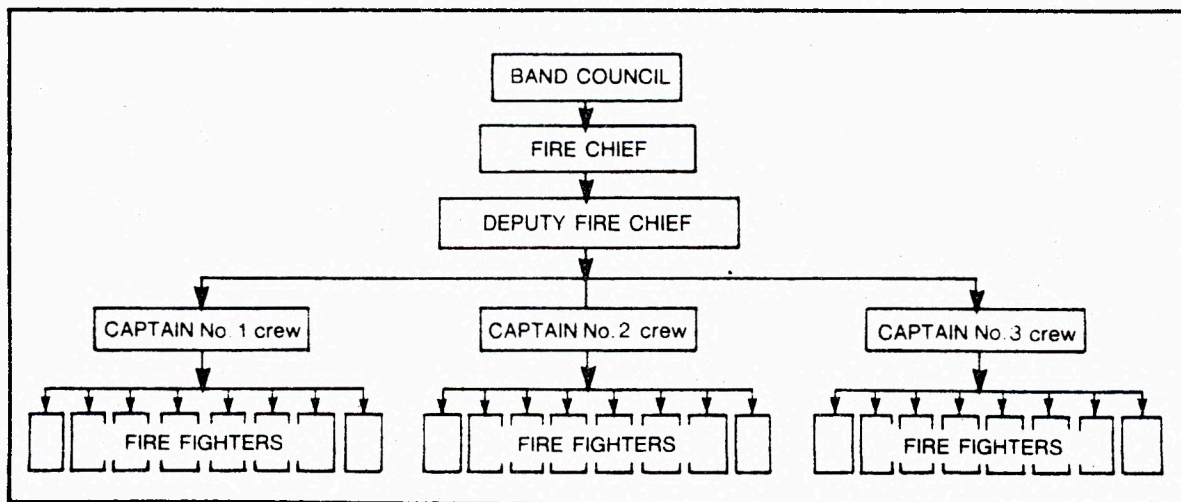 BAND COUNCIL
FIRE CHIEF
DEPUTY FIRE CHIEF
CAPTAIN No. 1 crew
CAPTAIN No. 2 crew
CAPTAIN No. 3 crew
FIRE FIGHTERS
FIRE FIGHTERS
FIRE FIGHTERS